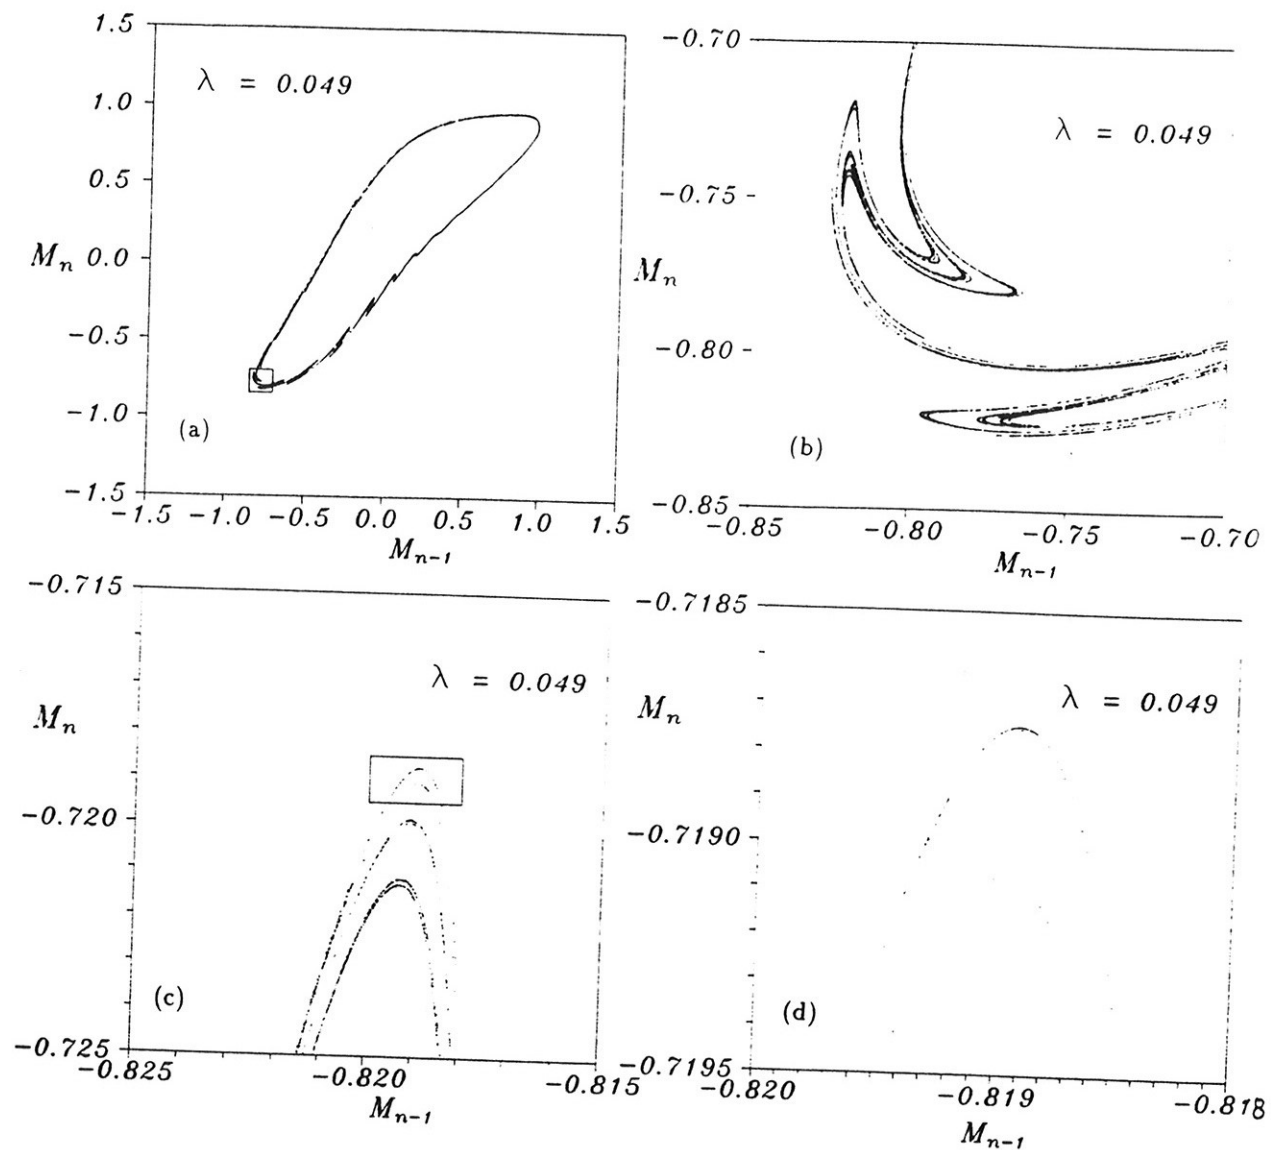 1.5
λ = 0.049
1.0
0.5
M_n 0.0
−0.5
−1.0
(a)
−1.5
−1.5 −1.0 −0.5 0.0 0.5 1.0 1.5
M_{n−1}
−0.70
λ = 0.049
−0.75
M_n
−0.80
(b)
−0.85
−0.85 −0.80 −0.75 −0.70
M_{n−1}
−0.715
λ = 0.049
M_n
−0.720
(c)
−0.725
−0.825 −0.820 −0.815
M_{n−1}
−0.7185
M_n
λ = 0.049
−0.7190
(d)
−0.7195
−0.820 −0.819 −0.818
M_{n−1}